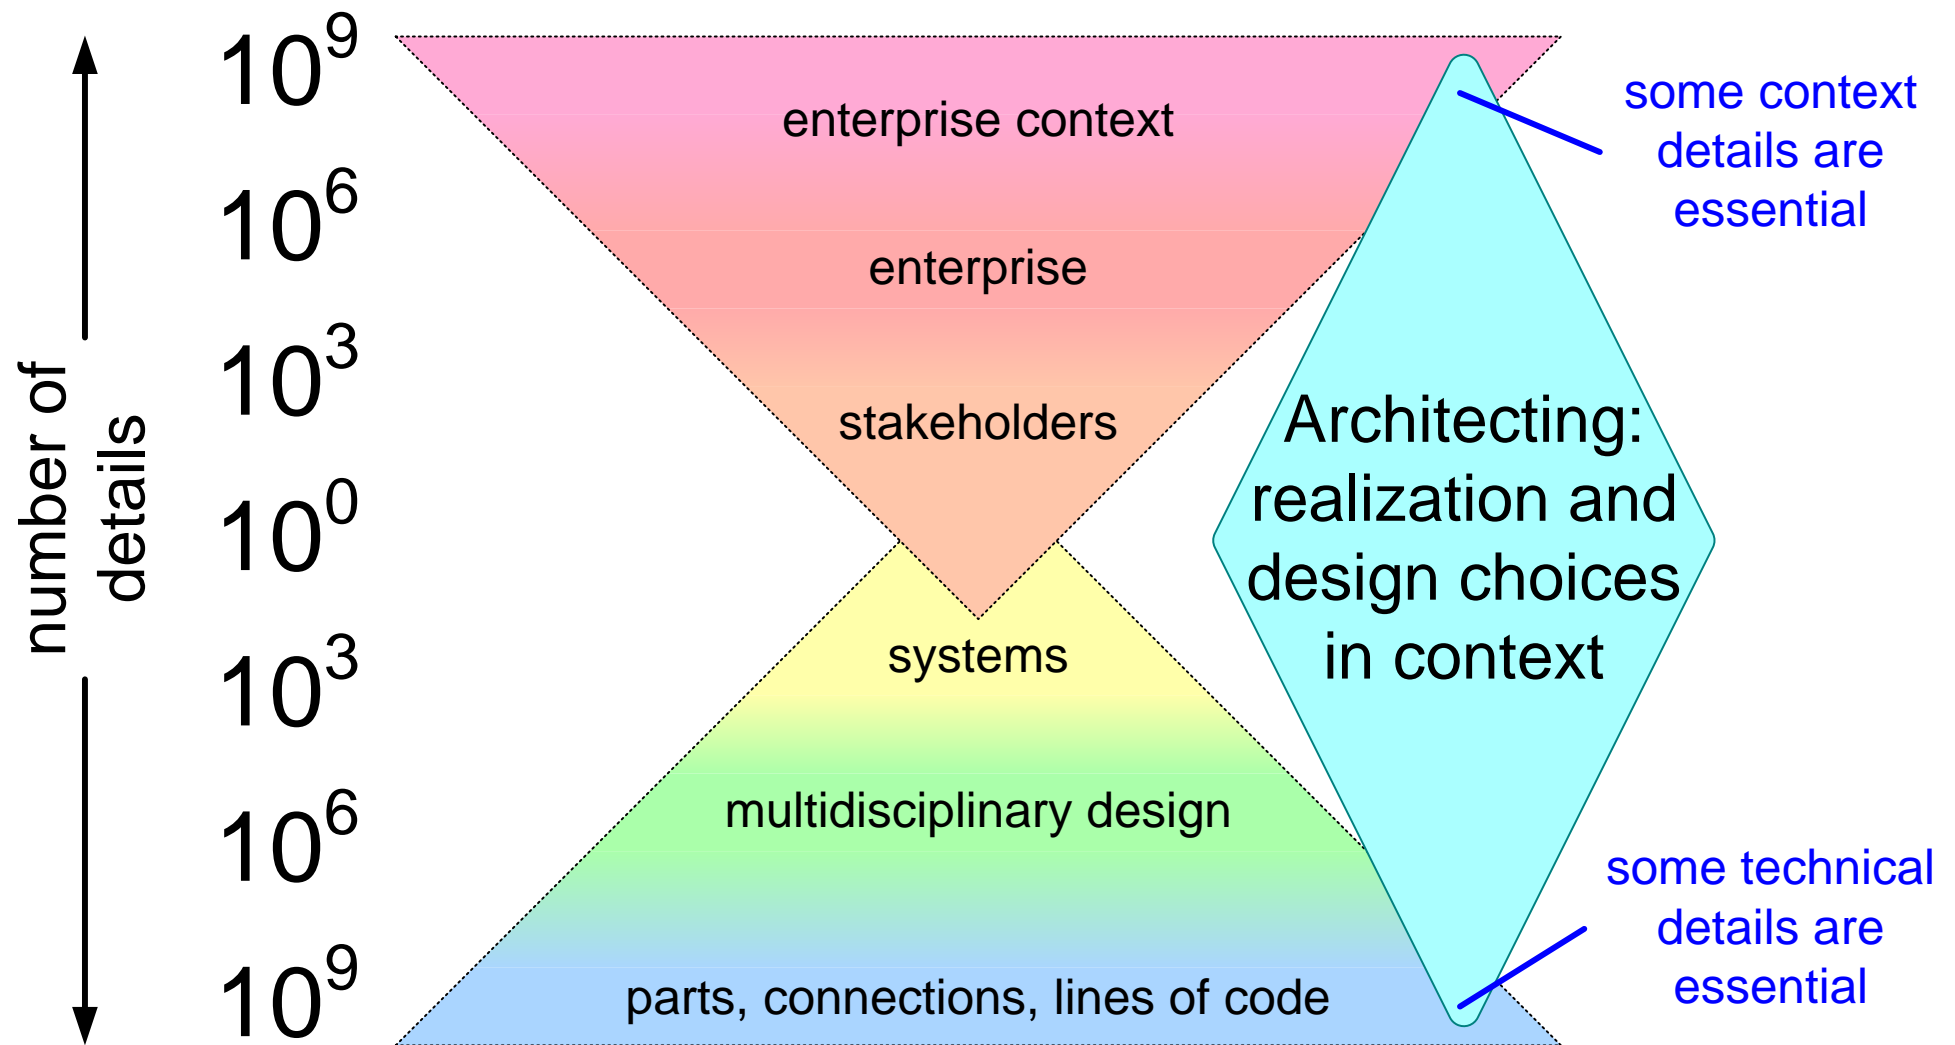 number of
details
10^9
10^6
10^3
10^0
10^3
10^6
10^9
enterprise context
enterprise
stakeholders
systems
multidisciplinary design
parts, connections, lines of code
Architecting:
realization and
design choices
in context
some context
details are
essential
some technical
details are
essential